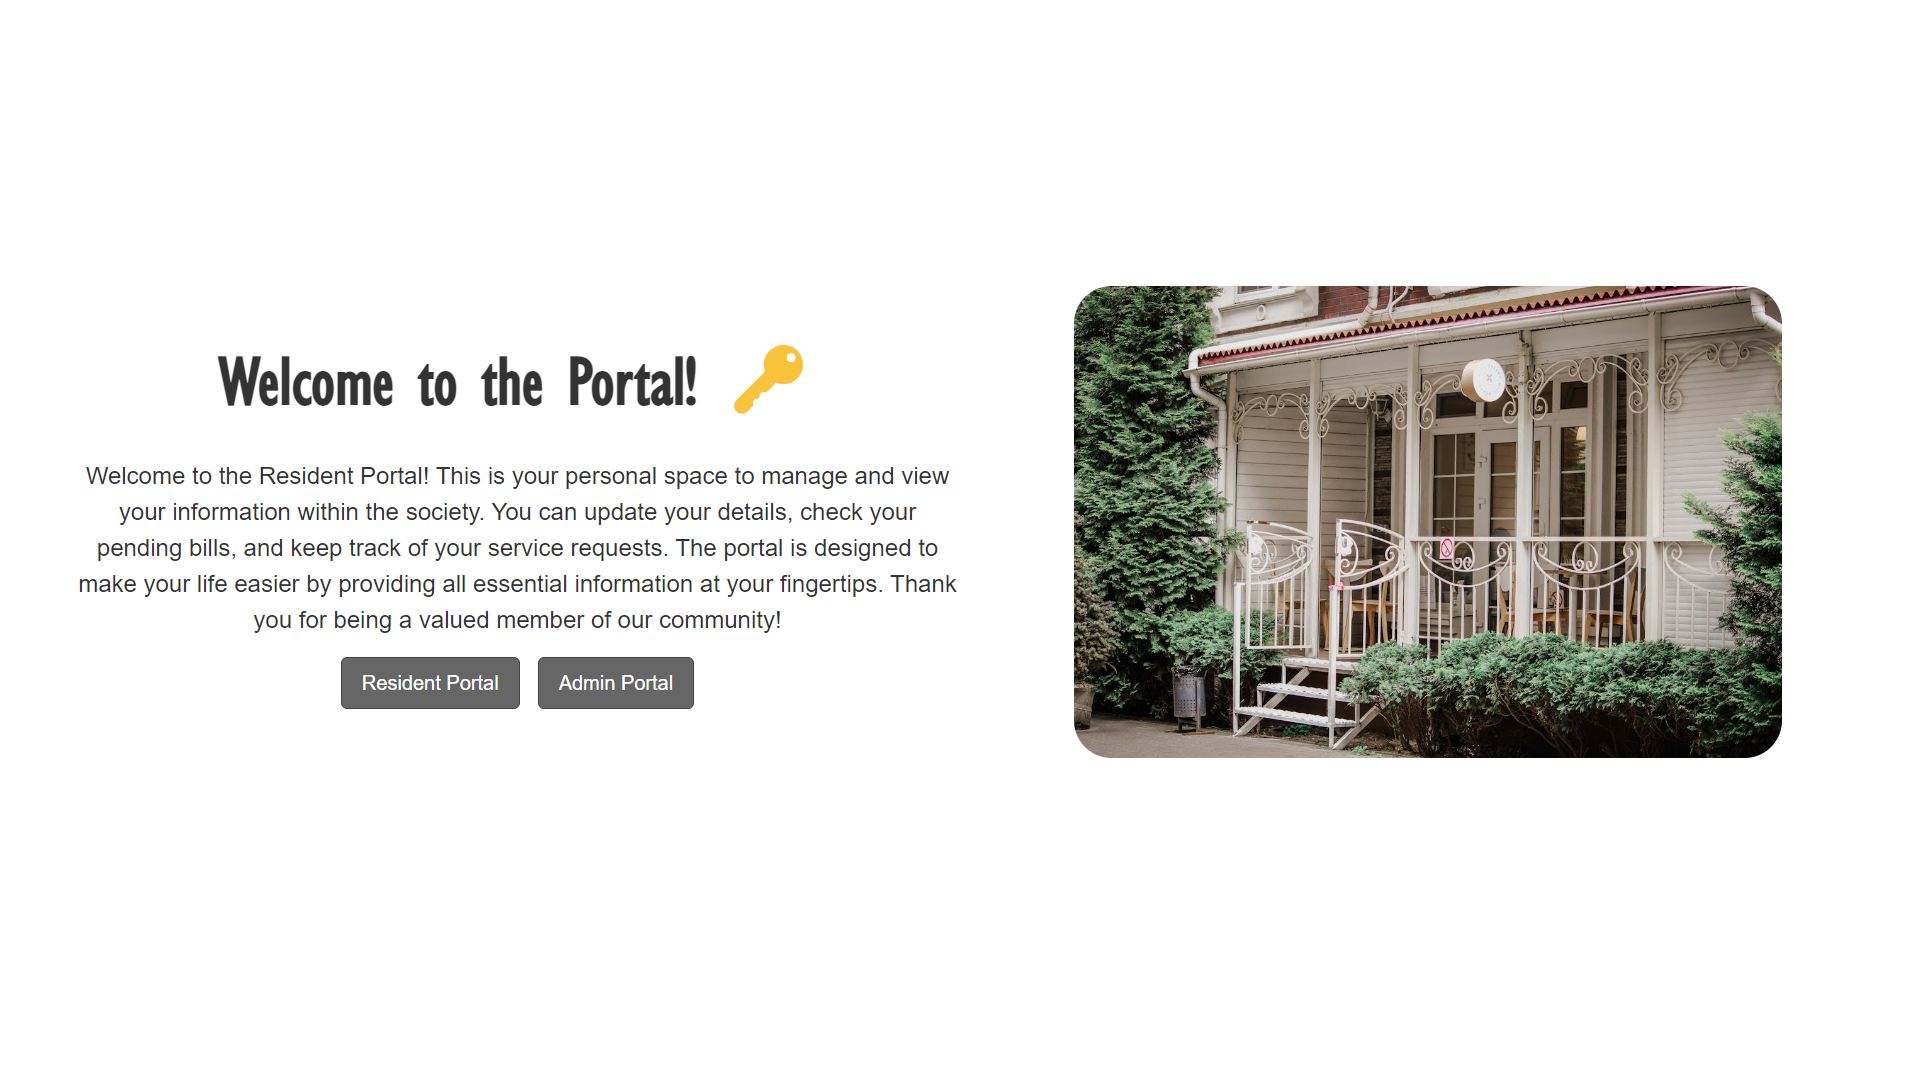 Welcome to the Portal!
Welcome to the Resident Portal! This is your personal space to manage and view
your information within the society. You can update your details, check your
pending bills, and keep track of your service requests. The portal is designed to
make your life easier by providing all essential information at your fingertips. Thank
you for being a valued member of our community!
Resident Portal
Admin Portal